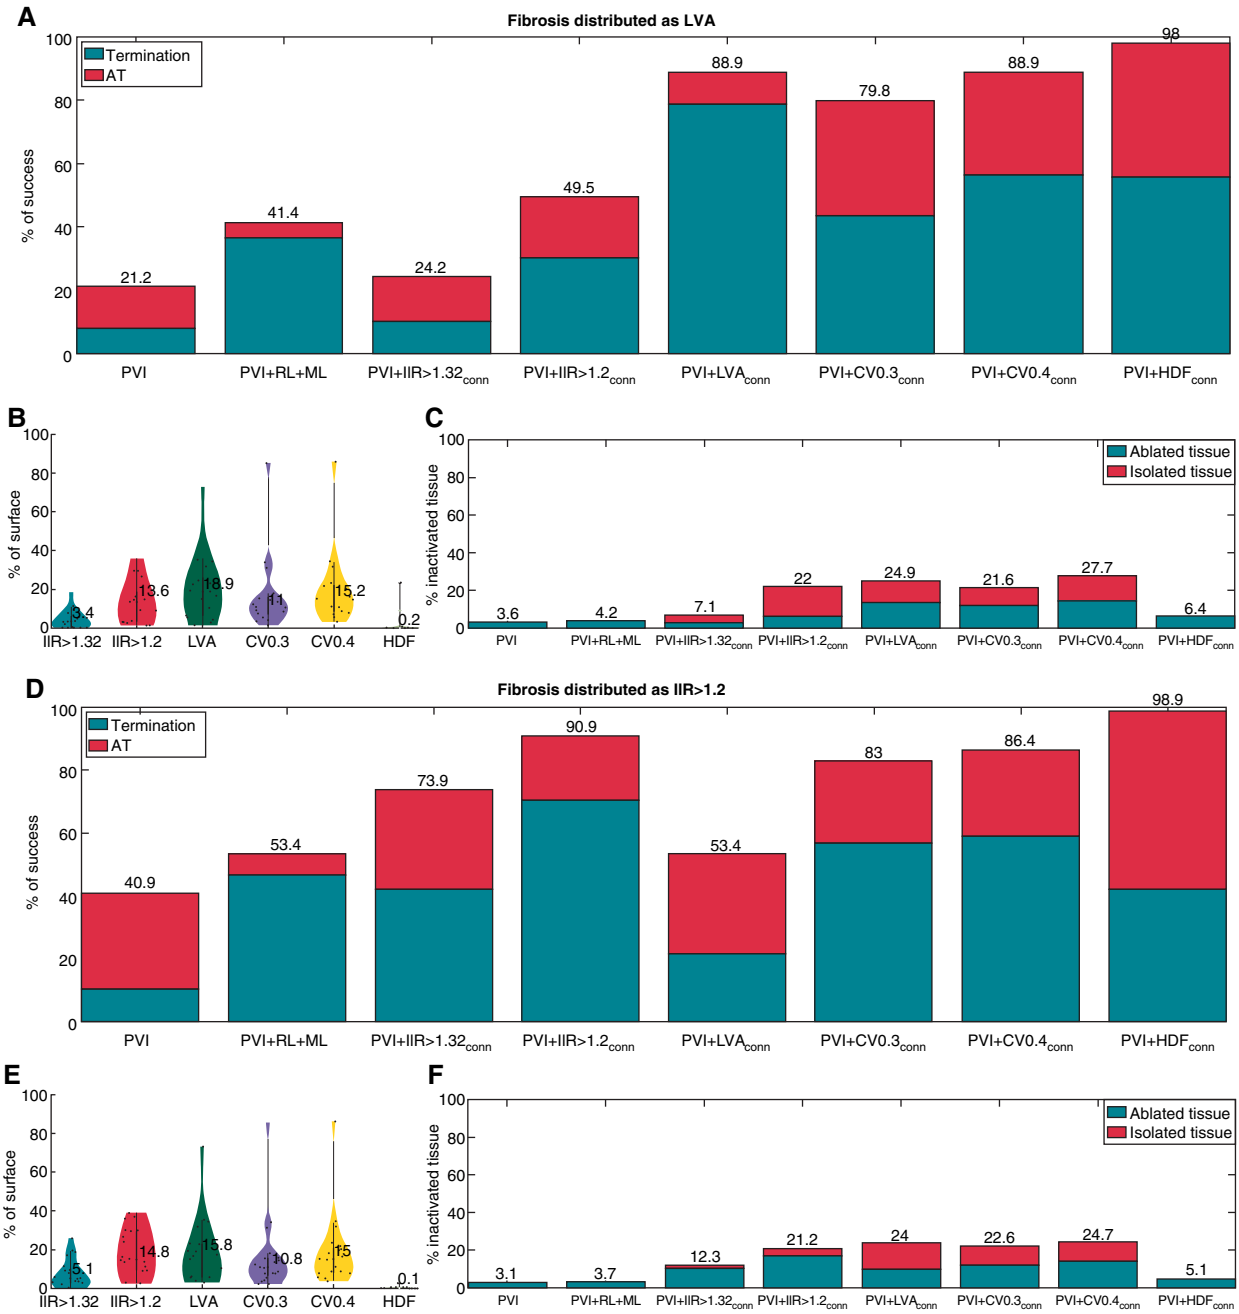 A
Fibrosis distributed as LVA
% of success
100
80
60
40
20
0
Termination
AT
21.2
41.4
24.2
49.5
88.9
79.8
88.9
98
PVI
PVI+RL+ML
PVI+IIR>1.32conn
PVI+IIR>1.2conn
PVI+LVAconn
PVI+CV0.3conn
PVI+CV0.4conn
PVI+HDFconn
B
% of surface
100
80
60
40
20
0
3.4
13.6
18.9
11
15.2
0.2
IIR>1.32
IIR>1.2
LVA
CV0.3
CV0.4
HDF
C
% inactivated tissue
100
80
60
40
20
0
Ablated tissue
Isolated tissue
3.6
4.2
7.1
22
24.9
21.6
27.7
6.4
PVI
PVI+RL+ML
PVI+IIR>1.32conn
PVI+IIR>1.2conn
PVI+LVAconn
PVI+CV0.3conn
PVI+CV0.4conn
PVI+HDFconn
D
Fibrosis distributed as IIR>1.2
% of success
100
80
60
40
20
0
Termination
AT
40.9
53.4
73.9
90.9
53.4
83
86.4
98.9
PVI
PVI+RL+ML
PVI+IIR>1.32conn
PVI+IIR>1.2conn
PVI+LVAconn
PVI+CV0.3conn
PVI+CV0.4conn
PVI+HDFconn
E
% of surface
100
80
60
40
20
0
5.1
14.8
15.8
10.8
15
0.1
IIR>1.32
IIR>1.2
LVA
CV0.3
CV0.4
HDF
F
% inactivated tissue
100
80
60
40
20
0
Ablated tissue
Isolated tissue
3.1
3.7
12.3
21.2
24
22.6
24.7
5.1
PVI
PVI+RL+ML
PVI+IIR>1.32conn
PVI+IIR>1.2conn
PVI+LVAconn
PVI+CV0.3conn
PVI+CV0.4conn
PVI+HDFconn